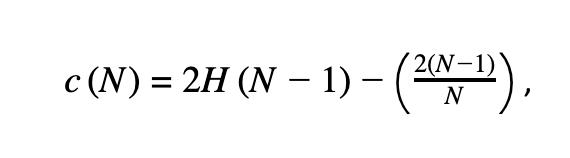 c (N) = 2H (N − 1) − (2(N−1)/N),